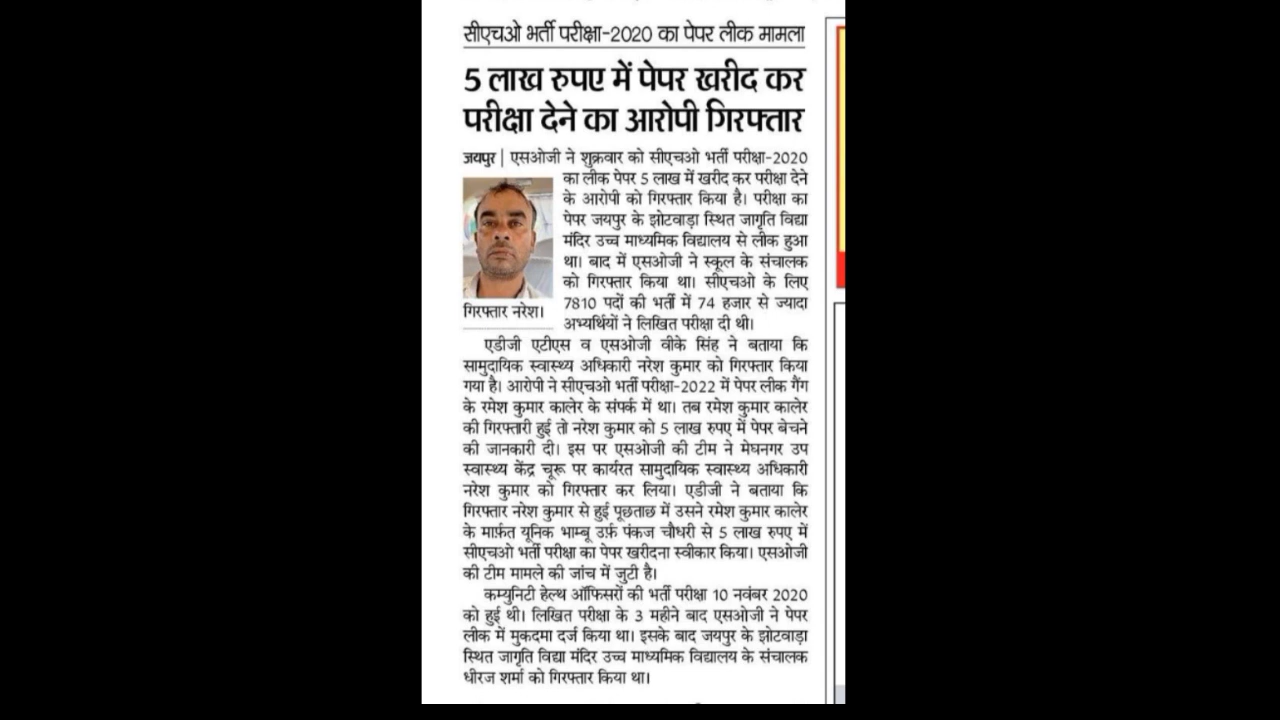 सीएचओ भर्ती परीक्षा-2020 का पेपर लीक मामला
5 लाख रुपए में पेपर खरीद कर
परीक्षा देने का आरोपी गिरफ्तार
जयपुर | एसओजी ने शुक्रवार को सीएचओ भर्ती परीक्षा-2020
का लीक पेपर 5 लाख में खरीद कर परीक्षा देने
के आरोपी को गिरफ्तार किया है। परीक्षा का
पेपर जयपुर के झोटवाड़ा स्थित जागृति विद्या
मंदिर उच्च माध्यमिक विद्यालय से लीक हुआ
था। बाद में एसओजी ने स्कूल के संचालक
को गिरफ्तार किया था। सीएचओ के लिए
7810 पदों की भर्ती में 74 हजार से ज्यादा
अभ्यर्थियों ने लिखित परीक्षा दी थी।
गिरफ्तार नरेश।
एडीजी एटीएस व एसओजी वीके सिंह ने बताया कि
सामुदायिक स्वास्थ्य अधिकारी नरेश कुमार को गिरफ्तार किया
गया है। आरोपी ने सीएचओ भर्ती परीक्षा-2022 में पेपर लीक गैंग
के रमेश कुमार कालेर के संपर्क में था। तब रमेश कुमार कालेर
की गिरफ्तारी हुई तो नरेश कुमार को 5 लाख रुपए में पेपर बेचने
की जानकारी दी। इस पर एसओजी की टीम ने मेघनगर उप
स्वास्थ्य केंद्र चूरू पर कार्यरत सामुदायिक स्वास्थ्य अधिकारी
नरेश कुमार को गिरफ्तार कर लिया। एडीजी ने बताया कि
गिरफ्तार नरेश कुमार से हुई पूछताछ में उसने रमेश कुमार कालेर
के मार्फ़त यूनिक भाम्बू उर्फ़ पंकज चौधरी से 5 लाख रुपए में
सीएचओ भर्ती परीक्षा का पेपर खरीदना स्वीकार किया। एसओजी
की टीम मामले की जांच में जुटी है।
कम्युनिटी हेल्थ ऑफिसरों की भर्ती परीक्षा 10 नवंबर 2020
को हुई थी। लिखित परीक्षा के 3 महीने बाद एसओजी ने पेपर
लीक में मुकदमा दर्ज किया था। इसके बाद जयपुर के झोटवाड़ा
स्थित जागृति विद्या मंदिर उच्च माध्यमिक विद्यालय के संचालक
धीरज शर्मा को गिरफ्तार किया था।